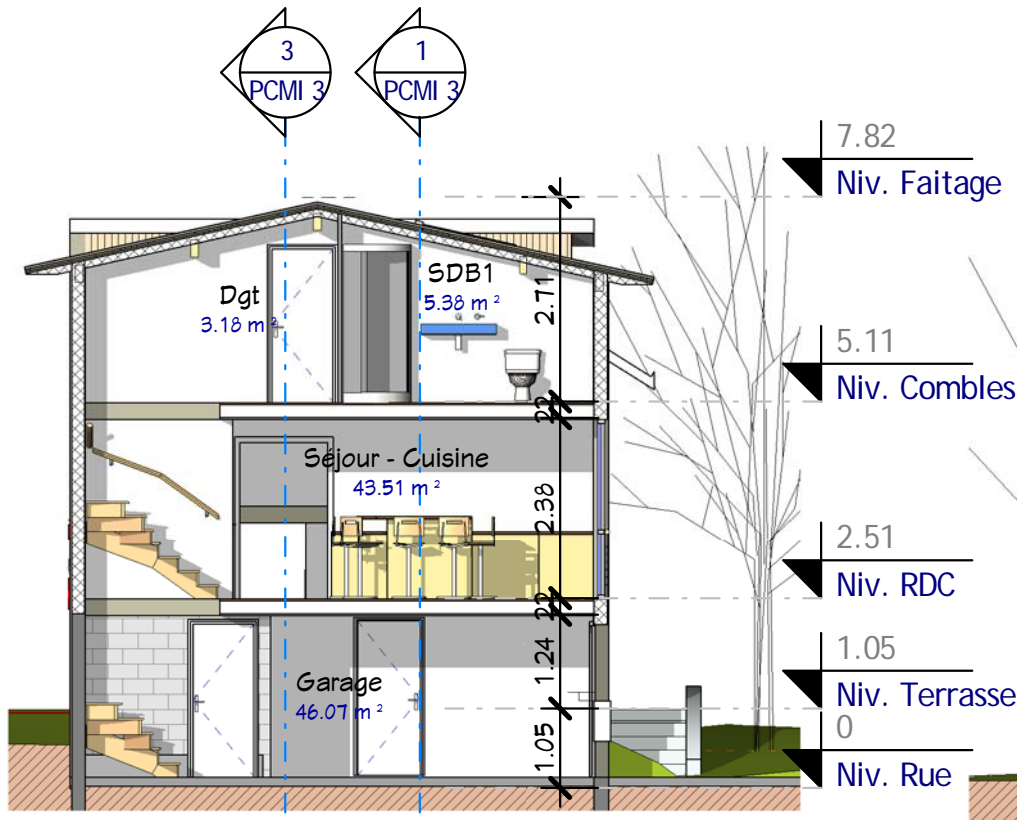 3
PCMI 3
1
PCMI 3
7.82
Niv. Faitage
Dgt
3.18 m²
SDB1
5.38 m²
2.71
5.11
Niv. Combles
22
Séjour - Cuisine
43.51 m²
2.38
2.51
Niv. RDC
22
1.24
1.05
Niv. Terrasse
Garage
46.07 m²
1.05
0
Niv. Rue